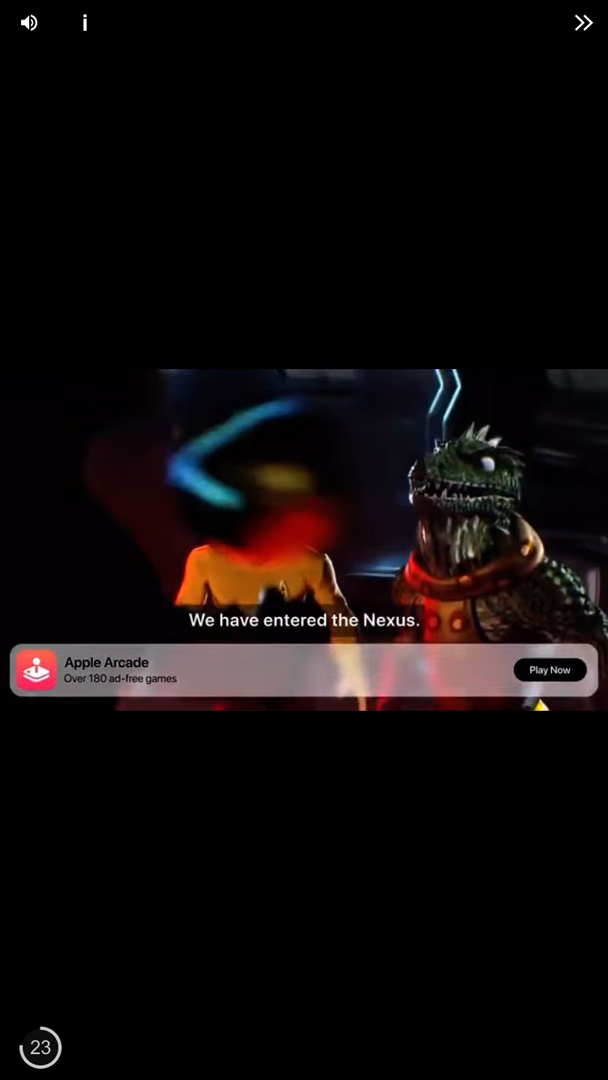 We have entered the Nexus.
Apple Arcade
Over 180 ad-free games
Play Now
23